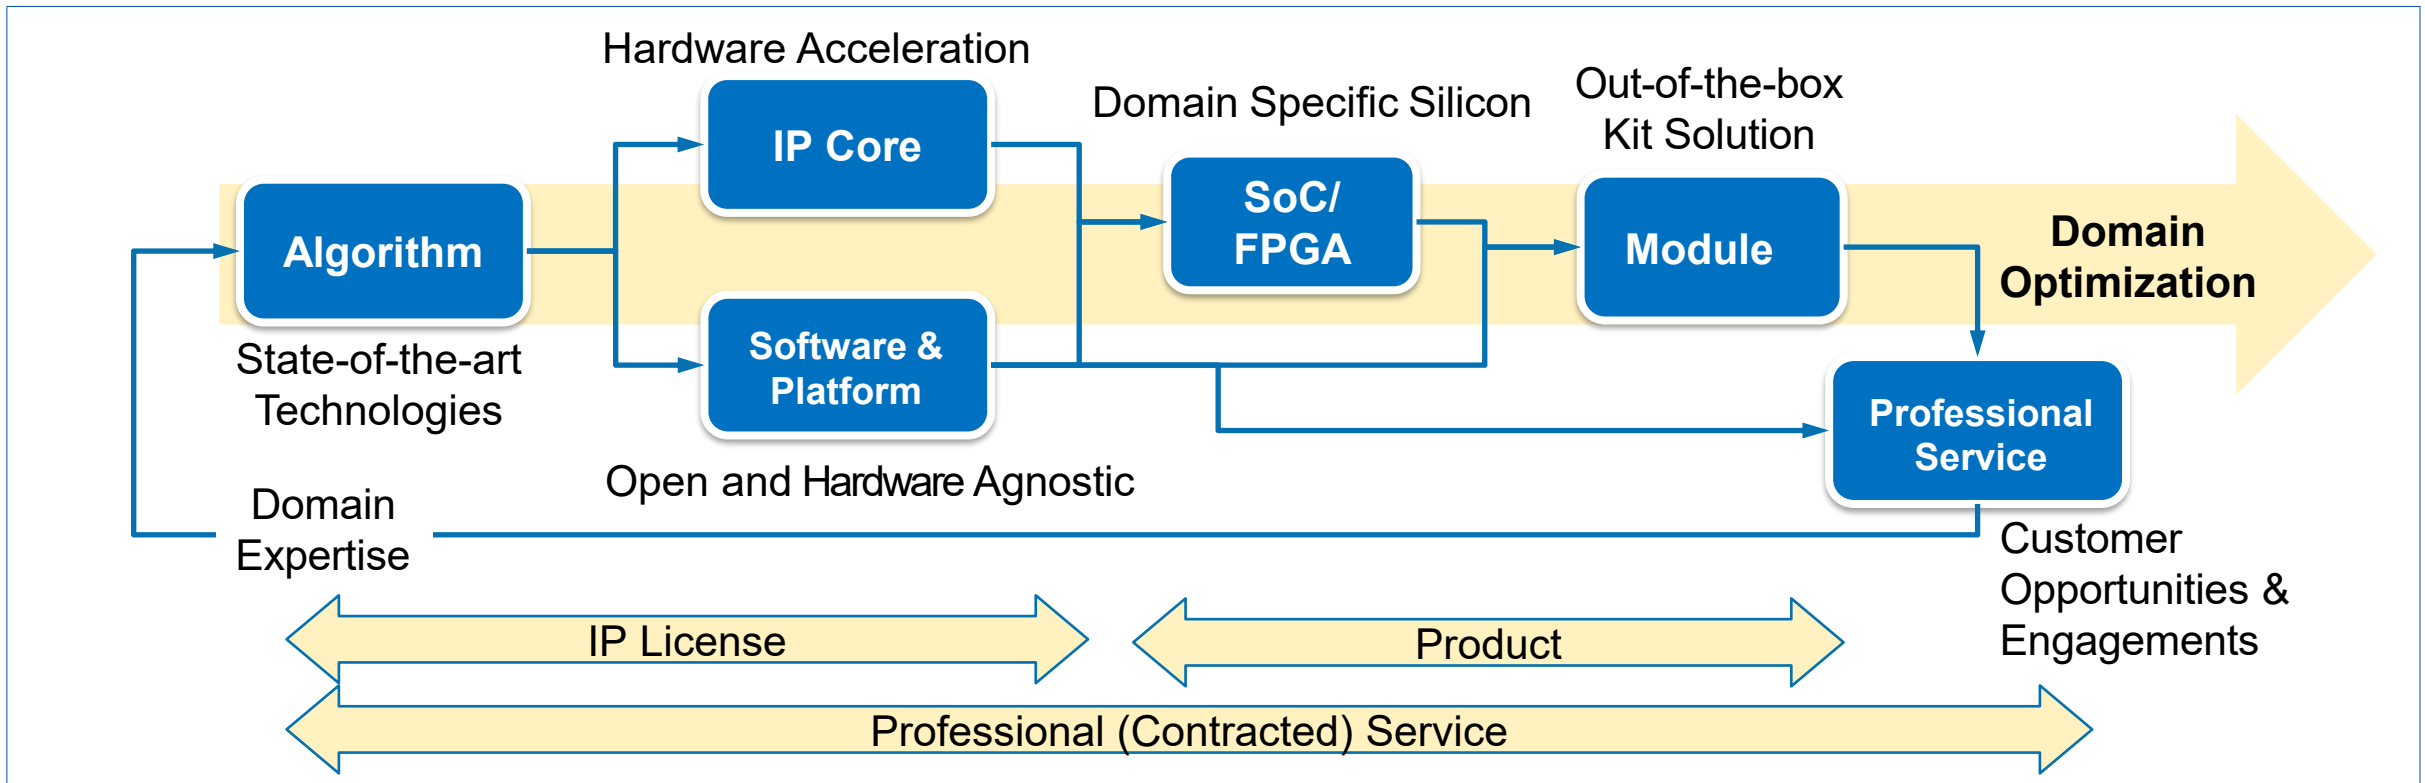 Hardware Acceleration
IP Core
Domain Specific Silicon
Out-of-the-box
Kit Solution
Algorithm
SoC/
FPGA
Module
Domain
Optimization
State-of-the-art
Technologies
Software &
Platform
Professional
Service
Open and Hardware Agnostic
Domain
Expertise
Customer
Opportunities &
Engagements
IP License
Product
Professional (Contracted) Service